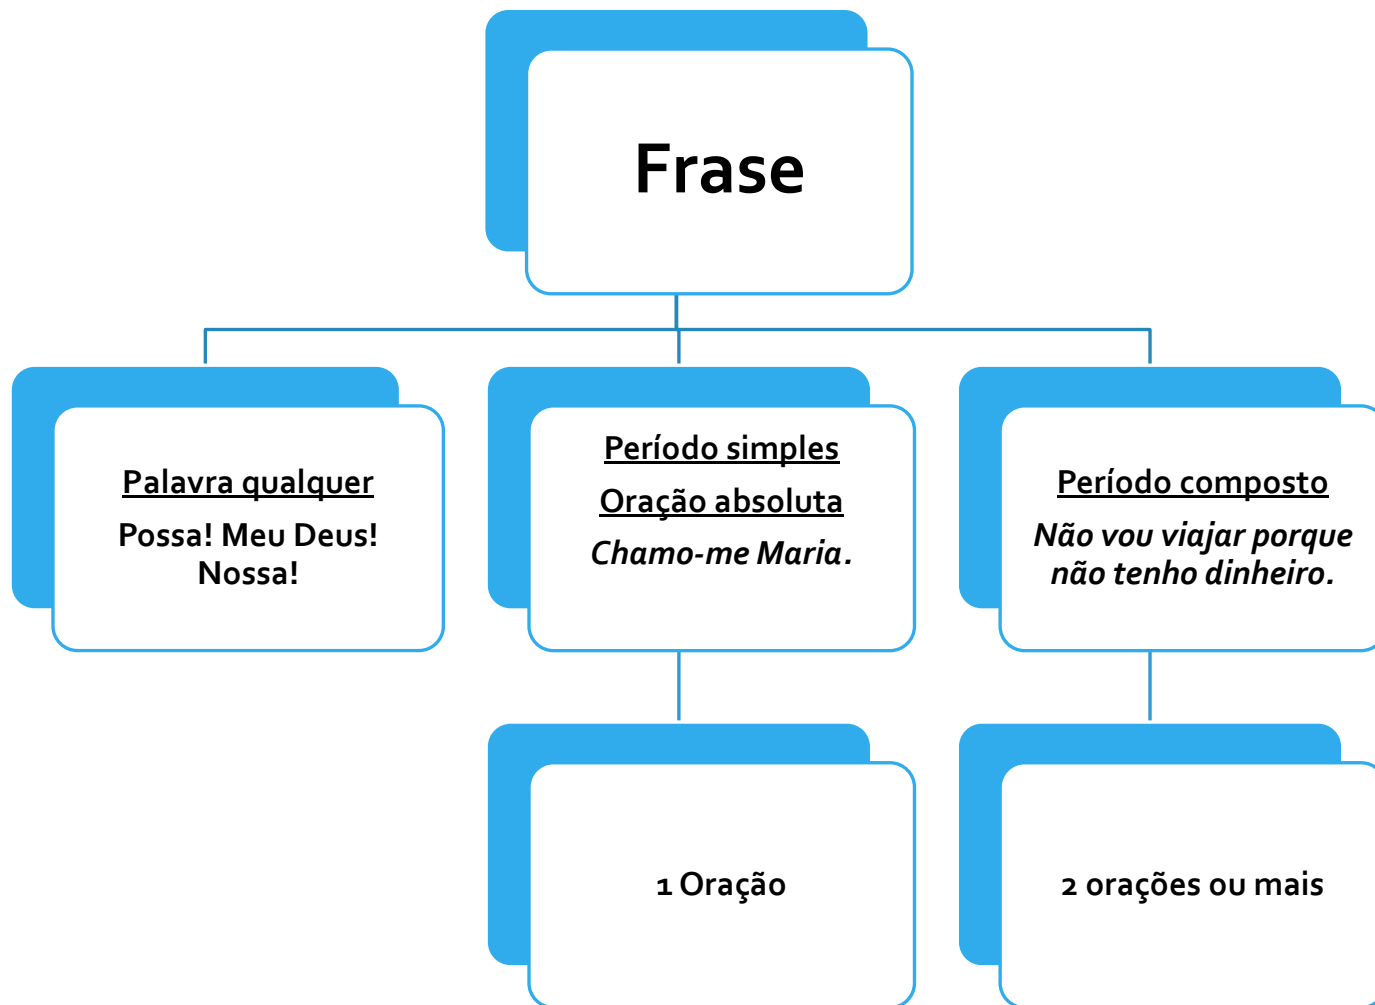 Frase
Palavra qualquer
Possa! Meu Deus!
Nossa!
Período simples
Oração absoluta
Chamo-me Maria.
Período composto
Não vou viajar porque
não tenho dinheiro.
1 Oração
2 orações ou mais